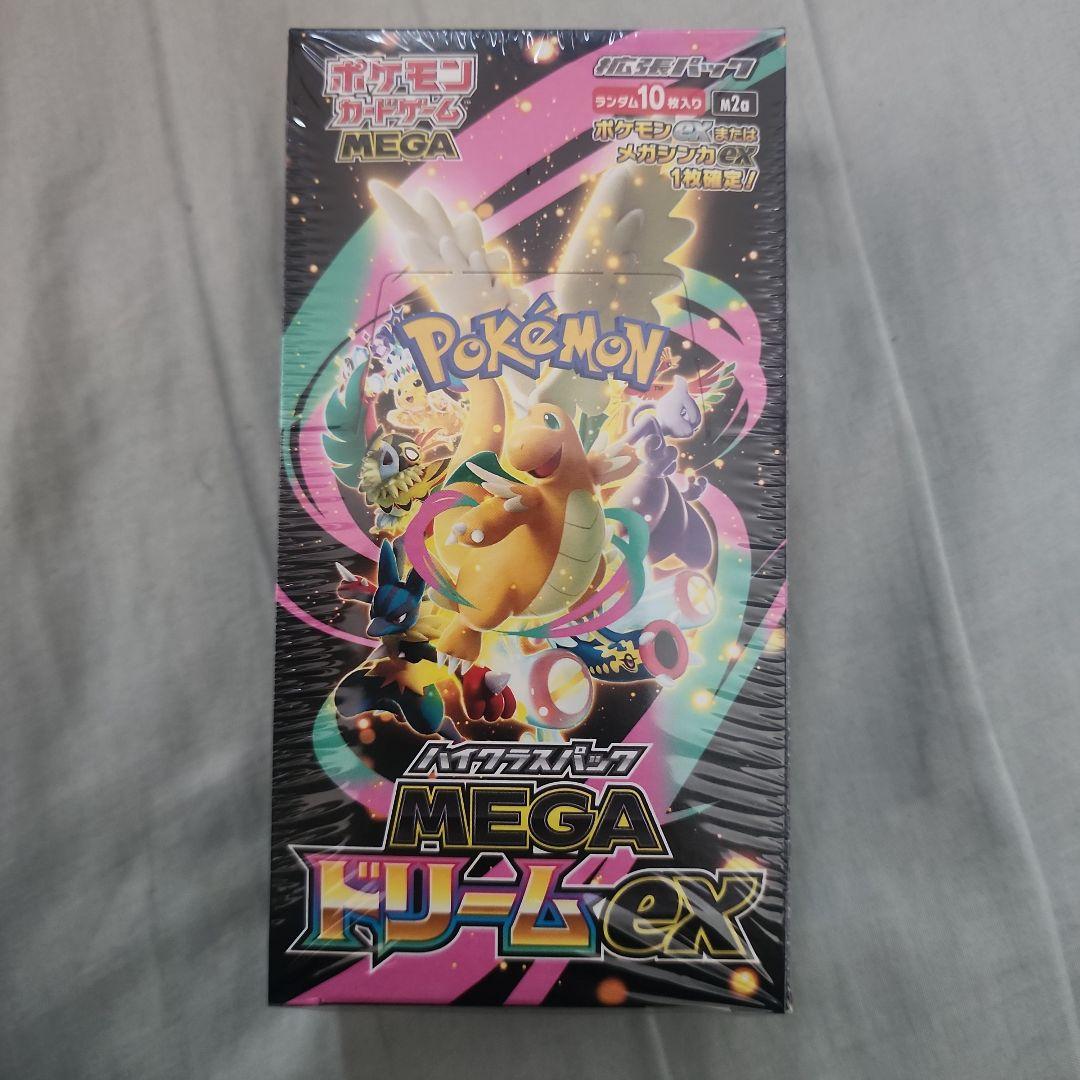 ポケモン
カードゲーム
MEGA
拡張パック
ランダム10枚入り M2a
ポケモンexまたは
メガシンカex
1枚確定!
POKéMON
TM
ハイクラスパック
MEGA
ドリームex